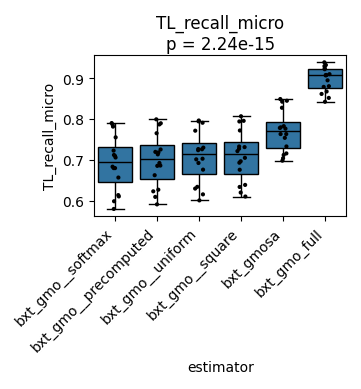 TL_recall_micro
p = 2.24e-15
TL_recall_micro
0.9
0.8
0.7
0.6
bxt_gmo__softmax
bxt_gmo__precomputed
bxt_gmo__uniform
bxt_gmo__square
bxt_gmosa
bxt_gmo_full
estimator